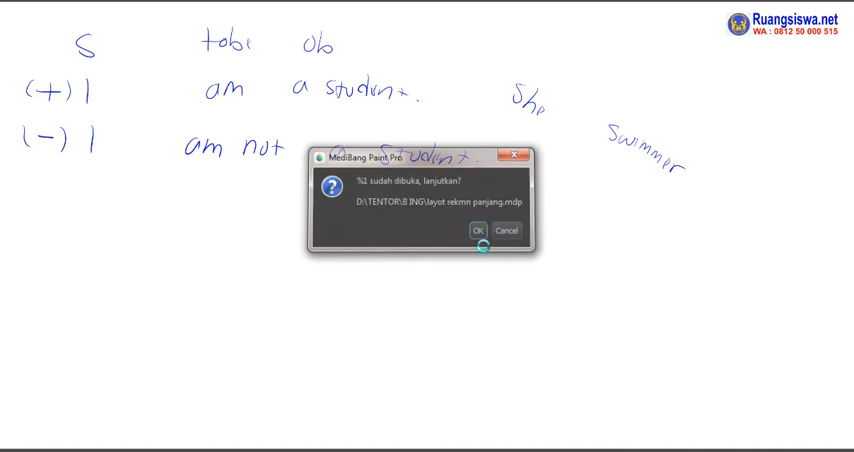 Ruangsiswa.net
WA : 0812 50 000 515
S tobe ob
(+) I am a student. She
(-) I am not a student. swimmer
MediBang Paint Pro
%1 sudah dibuka, lanjutkan?
D:\TENTOR\B ING\layot rekmn panjang.mdp
OK Cancel